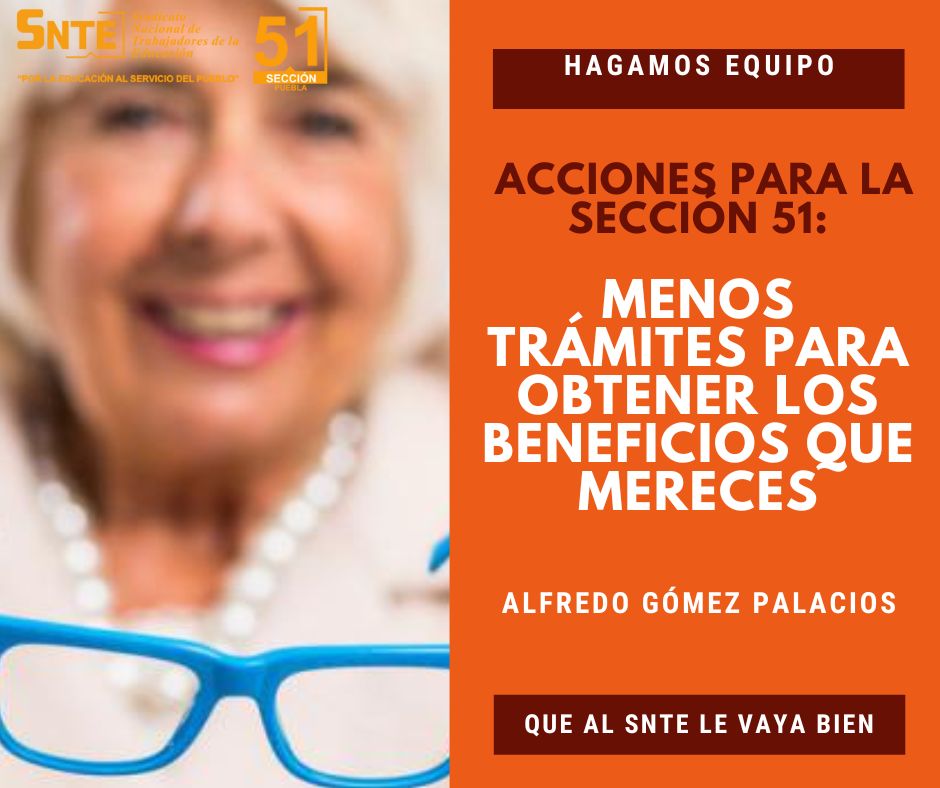 SNTE
Sindicato
Nacional de
Trabajadores de la
Educación
51
SECCIÓN
PUEBLA
"POR LA EDUCACIÓN AL SERVICIO DEL PUEBLO"
HAGAMOS EQUIPO
ACCIONES PARA LA
SECCIÓN 51:
MENOS
TRÁMITES PARA
OBTENER LOS
BENEFICIOS QUE
MERECES
ALFREDO GÓMEZ PALACIOS
QUE AL SNTE LE VAYA BIEN